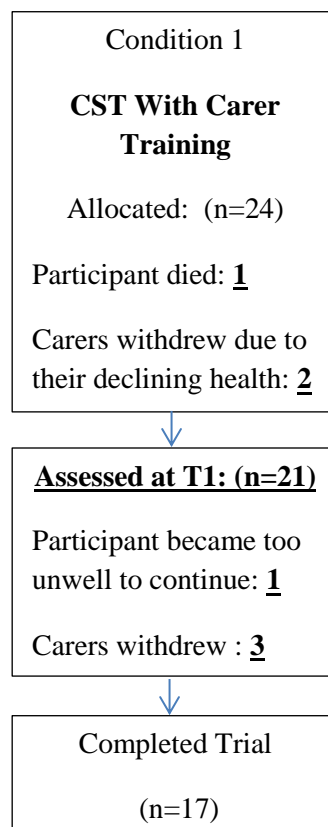 Condition 1
CST With Carer
Training
Allocated:  (n=24)
Participant died: 1
Carers withdrew due to
their declining health: 2
Assessed at T1: (n=21)
Participant became too
unwell to continue: 1
Carers withdrew : 3
Completed Trial
(n=17)